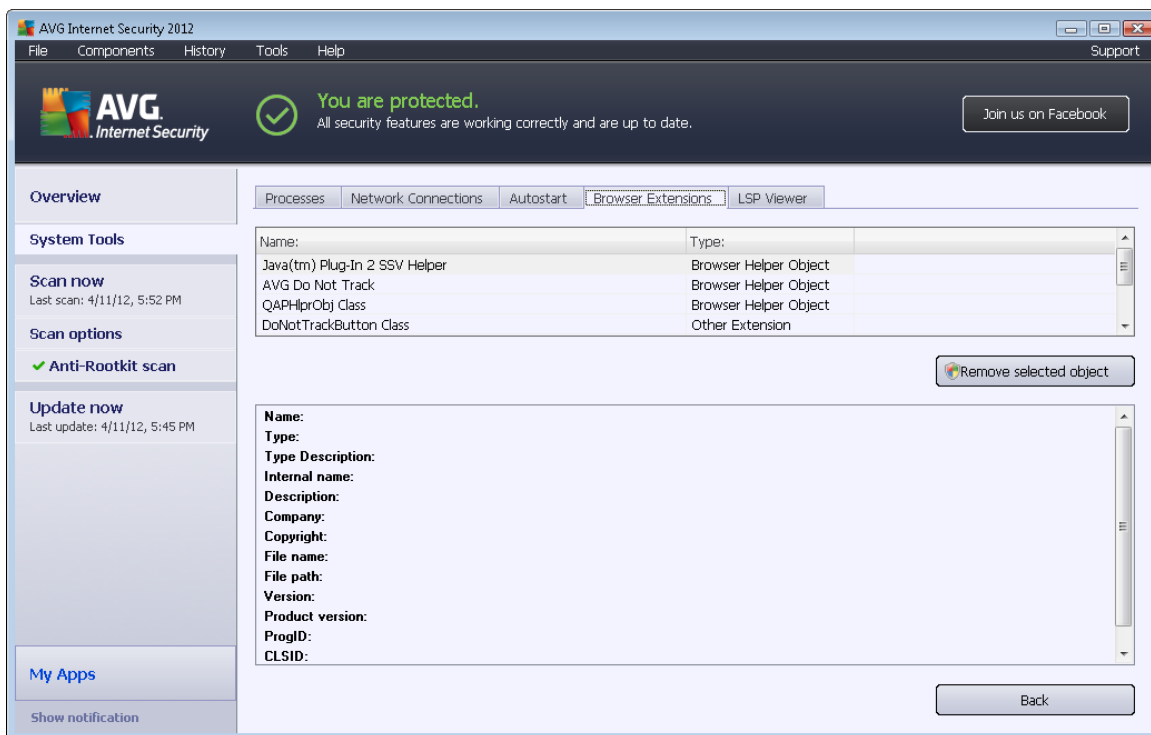 AVG Internet Security 2012
File Components History Tools Help Support
AVG.
Internet Security
You are protected.
All security features are working correctly and are up to date.
Join us on Facebook
Overview
System Tools
Scan now
Last scan: 4/11/12, 5:52 PM
Scan options
Anti-Rootkit scan
Update now
Last update: 4/11/12, 5:45 PM
My Apps
Show notification
Processes Network Connections Autostart Browser Extensions LSP Viewer
Name: Type:
Java(tm) Plug-In 2 SSV Helper Browser Helper Object
AVG Do Not Track Browser Helper Object
QAPHlprObj Class Browser Helper Object
DoNotTrackButton Class Other Extension
Remove selected object
Name:
Type:
Type Description:
Internal name:
Description:
Company:
Copyright:
File name:
File path:
Version:
Product version:
ProgID:
CLSID:
Back